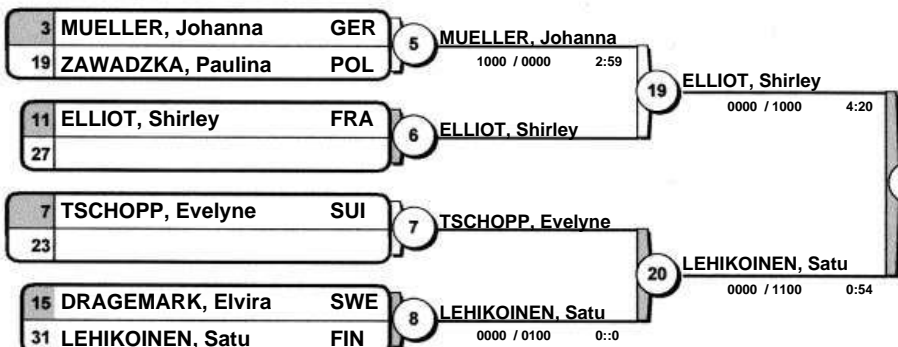 3 MUELLER, Johanna GER
19 ZAWADZKA, Paulina POL
5
MUELLER, Johanna
1000 / 0000 2:59
11 ELLIOT, Shirley FRA
27
6
ELLIOT, Shirley
19
ELLIOT, Shirley
0000 / 1000 4:20
7 TSCHOPP, Evelyne SUI
23
7
TSCHOPP, Evelyne
15 DRAGEMARK, Elvira SWE
31 LEHIKOINEN, Satu FIN
8
LEHIKOINEN, Satu
0000 / 0100 0::0
20
LEHIKOINEN, Satu
0000 / 1100 0:54